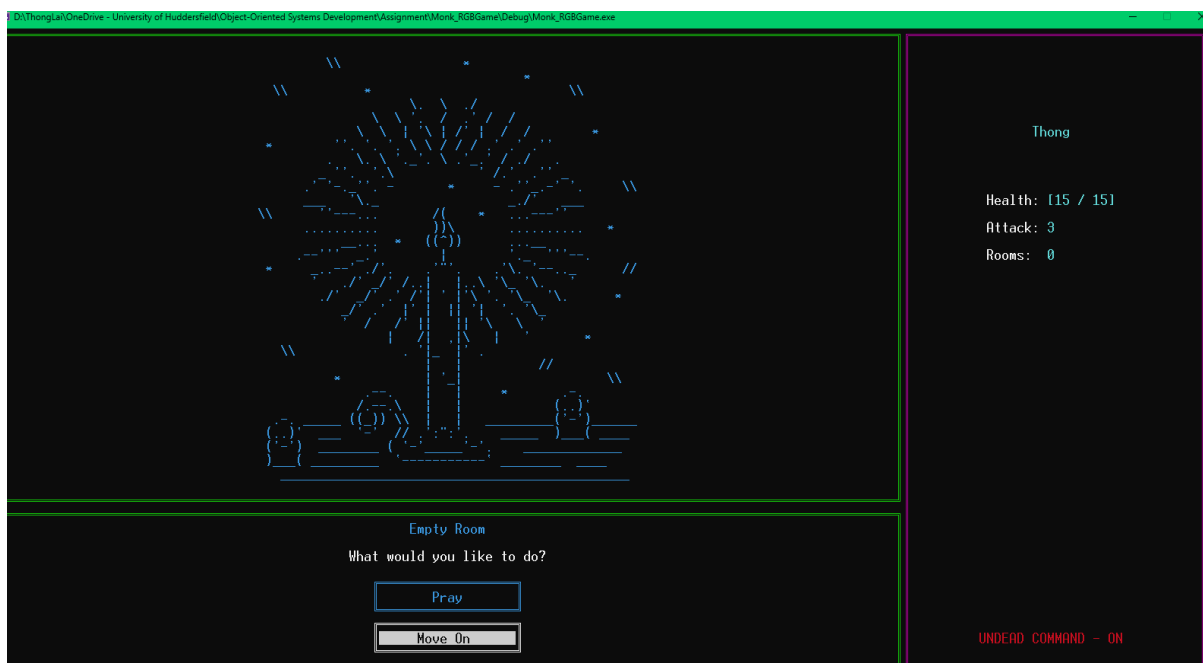 D:\ThongLai\OneDrive - University of Huddersfield\Object-Oriented Systems Development\Assignment\Monk_RGBGame\Debug\Monk_RGBGame.exe
Thong
Health: [15 / 15]
Attack: 3
Rooms: 0
Empty Room
What would you like to do?
Pray
Move On
UNDEAD COMMAND - ON